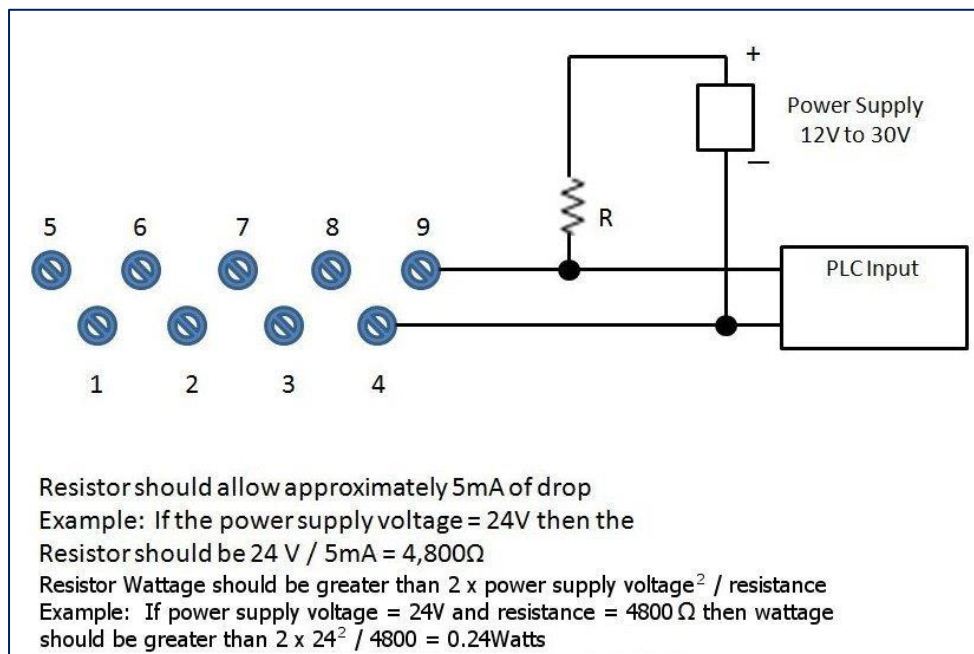 +
Power Supply
12V to 30V
—
R
5 6 7 8 9
PLC Input
1 2 3 4
Resistor should allow approximately 5mA of drop
Example: If the power supply voltage = 24V then the
Resistor should be 24 V / 5mA = 4,800Ω
Resistor Wattage should be greater than 2 x power supply voltage² / resistance
Example: If power supply voltage = 24V and resistance = 4800 Ω then wattage
should be greater than 2 x 24² / 4800 = 0.24Watts